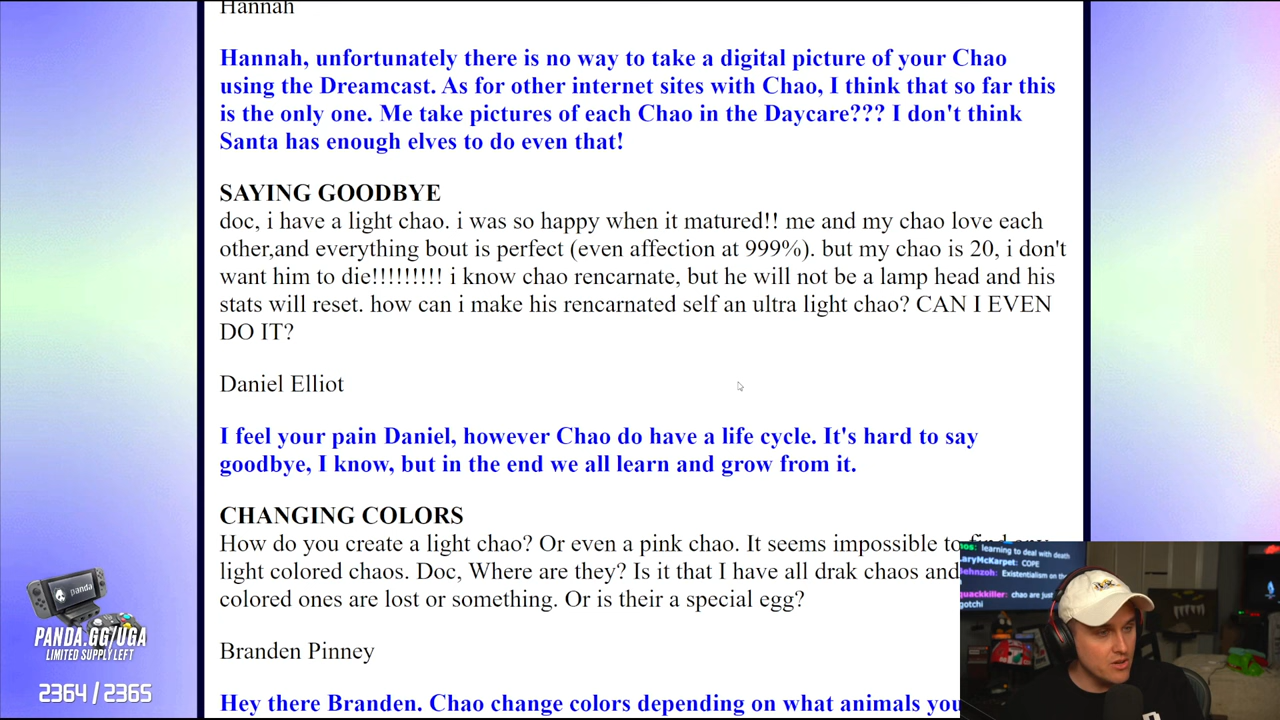 Hannah
Hannah, unfortunately there is no way to take a digital picture of your Chao
using the Dreamcast. As for other internet sites with Chao, I think that so far this
is the only one. Me take pictures of each Chao in the Daycare??? I don't think
Santa has enough elves to do even that!
SAYING GOODBYE
doc, i have a light chao. i was so happy when it matured!! me and my chao love each
other,and everything bout is perfect (even affection at 999%). but my chao is 20, i don't
want him to die!!!!!!!!! i know chao rencarnate, but he will not be a lamp head and his
stats will reset. how can i make his rencarnated self an ultra light chao? CAN I EVEN
DO IT?
Daniel Elliot
I feel your pain Daniel, however Chao do have a life cycle. It's hard to say
goodbye, I know, but in the end we all learn and grow from it.
CHANGING COLORS
How do you create a light chao? Or even a pink chao. It seems impossible to find any
light colored chaos. Doc, Where are they? Is it that I have all drak chaos and
colored ones are lost or something. Or is their a special egg?
Branden Pinney
Hey there Branden. Chao change colors depending on what animals you
panda
PANDA.GG/UGA
LIMITED SUPPLY LEFT
2364 / 2365
learning to deal with death
LaryMcKarpet: COPE
Existentialism on
quackkiller: chao are just
gotchi